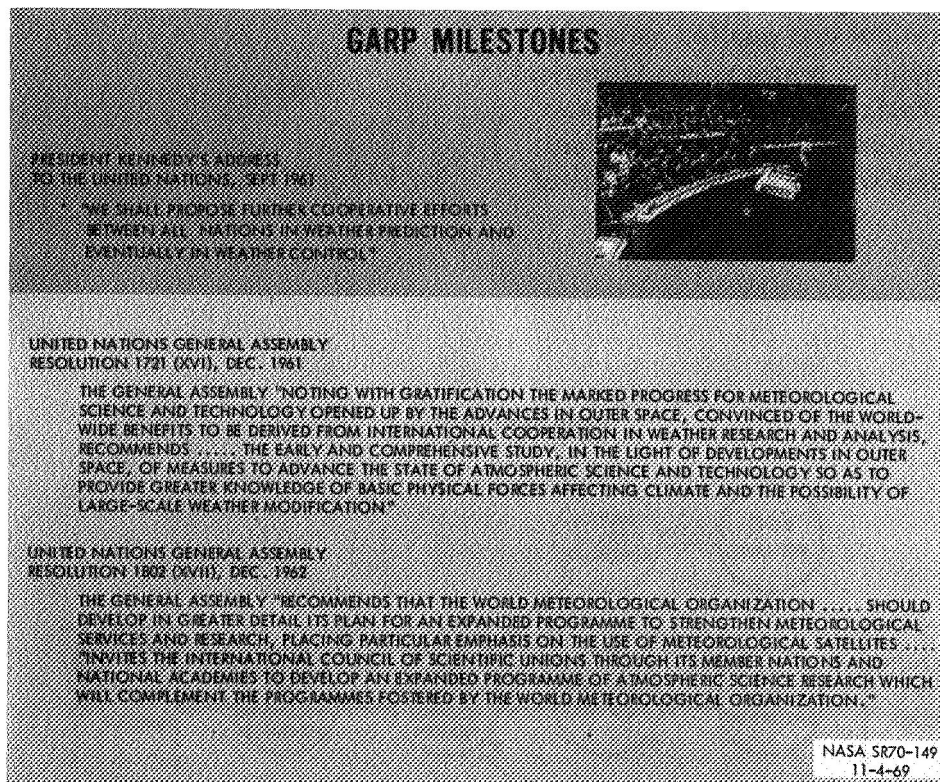 GARP MILESTONES
PRESIDENT KENNEDY'S ADDRESS
TO THE UNITED NATIONS, SEPT 1961
"WE SHALL PROPOSE FURTHER COOPERATIVE EFFORTS
BETWEEN ALL NATIONS IN WEATHER PREDICTION AND
EVENTUALLY IN WEATHER CONTROL"
UNITED NATIONS GENERAL ASSEMBLY
RESOLUTION 1721 (XVI), DEC. 1961
THE GENERAL ASSEMBLY "NOTING WITH GRATIFICATION THE MARKED PROGRESS FOR METEOROLOGICAL
SCIENCE AND TECHNOLOGY OPENED UP BY THE ADVANCES IN OUTER SPACE, CONVINCED OF THE WORLD-
WIDE BENEFITS TO BE DERIVED FROM INTERNATIONAL COOPERATION IN WEATHER RESEARCH AND ANALYSIS,
RECOMMENDS ..... THE EARLY AND COMPREHENSIVE STUDY, IN THE LIGHT OF DEVELOPMENTS IN OUTER
SPACE, OF MEASURES TO ADVANCE THE STATE OF ATMOSPHERIC SCIENCE AND TECHNOLOGY SO AS TO
PROVIDE GREATER KNOWLEDGE OF BASIC PHYSICAL FORCES AFFECTING CLIMATE AND THE POSSIBILITY OF
LARGE-SCALE WEATHER MODIFICATION"
UNITED NATIONS GENERAL ASSEMBLY
RESOLUTION 1802 (XVII), DEC. 1962
THE GENERAL ASSEMBLY "RECOMMENDS THAT THE WORLD METEOROLOGICAL ORGANIZATION ..... SHOULD
DEVELOP IN GREATER DETAIL ITS PLAN FOR AN EXPANDED PROGRAMME TO STRENGTHEN METEOROLOGICAL
SERVICES AND RESEARCH, PLACING PARTICULAR EMPHASIS ON THE USE OF METEOROLOGICAL SATELLITES ....
"INVITES THE INTERNATIONAL COUNCIL OF SCIENTIFIC UNIONS THROUGH ITS MEMBER NATIONS AND
NATIONAL ACADEMIES TO DEVELOP AN EXPANDED PROGRAMME OF ATMOSPHERIC SCIENCE RESEARCH WHICH
WILL COMPLEMENT THE PROGRAMMES FOSTERED BY THE WORLD METEOROLOGICAL ORGANIZATION."
NASA SR70-149
11-4-69